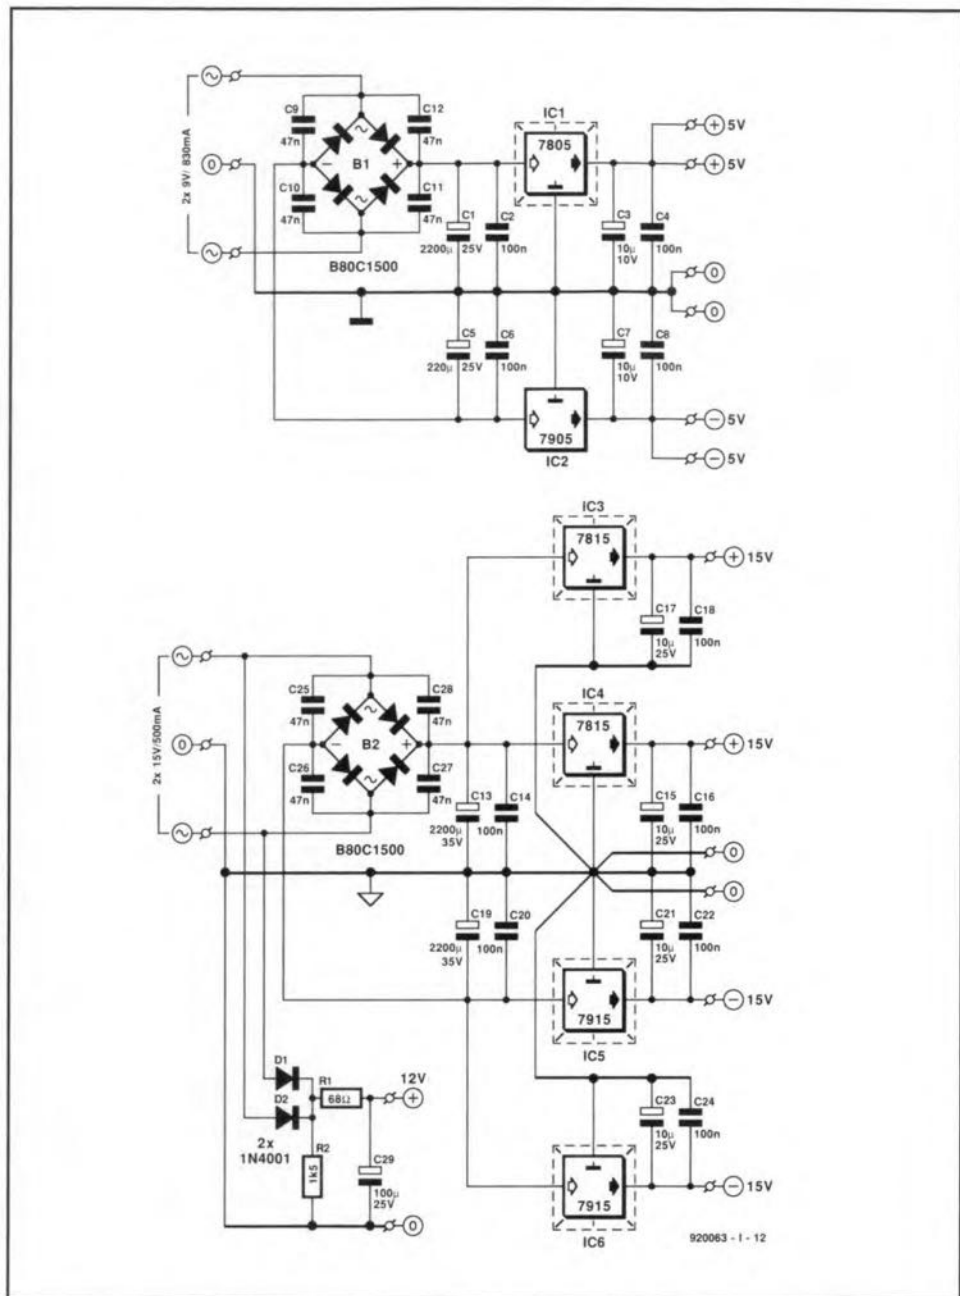 2x 9V/ 830mA
0
C9
47n
C12
47n
B1
C10
47n
C11
47n
B80C1500
C1
2200µ
25V
C2
100n
IC1
7805
C3
10µ
10V
C4
100n
+ 5V
+ 5V
0
0
C5
220µ
25V
C6
100n
7905
IC2
C7
10µ
10V
C8
100n
− 5V
− 5V
IC3
7815
C17
10µ
25V
C18
100n
+ 15V
2x 15V/500mA
0
C25
47n
C28
47n
B2
C26
47n
C27
47n
B80C1500
C13
2200µ
35V
C14
100n
IC4
7815
C15
10µ
25V
C16
100n
+ 15V
0
0
C19
2200µ
35V
C20
100n
7915
IC5
C21
10µ
25V
C22
100n
− 15V
D1
D2
2x
1N4001
R1
68Ω
12V
+
R2
1k5
C29
100µ
25V
0
C23
10µ
25V
C24
100n
7915
IC6
− 15V
920063 - I - 12